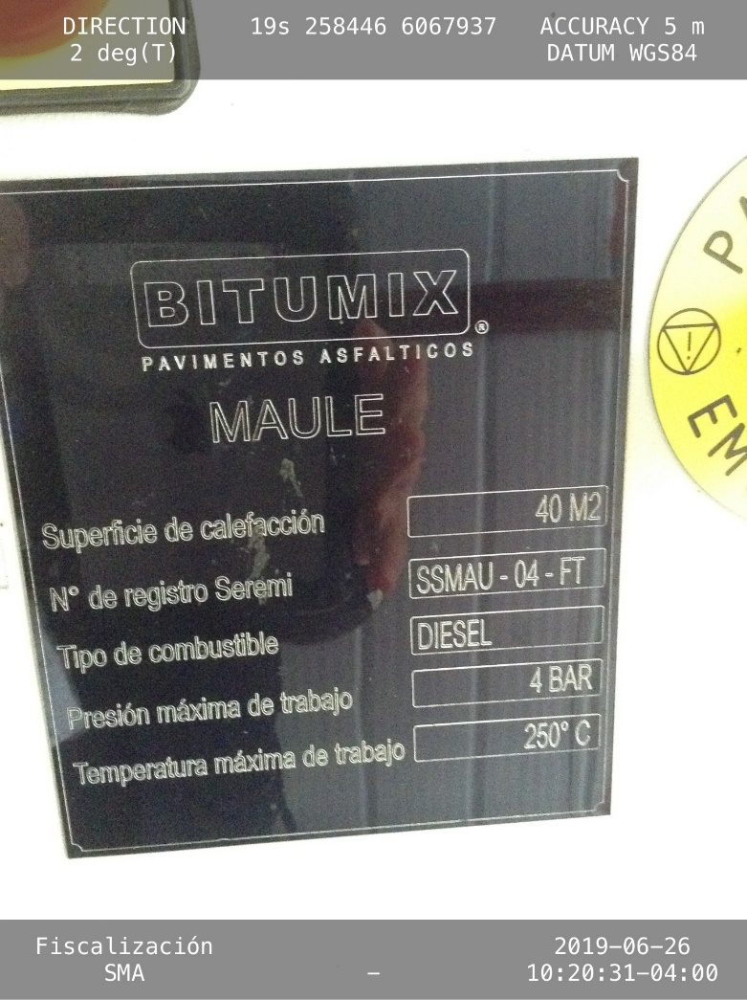 DIRECTION 19s 258446 6067937 ACCURACY 5 m
2 deg(T) DATUM WGS84
BITUMIX®
PAVIMENTOS ASFALTICOS
MAULE
Superficie de calefacción 40 M2
N° de registro Seremi SSMAU - 04 - FT
Tipo de combustible DIESEL
Presión máxima de trabajo 4 BAR
Temperatura máxima de trabajo 250° C
Fiscalización 2019-06-26
SMA - 10:20:31-04:00